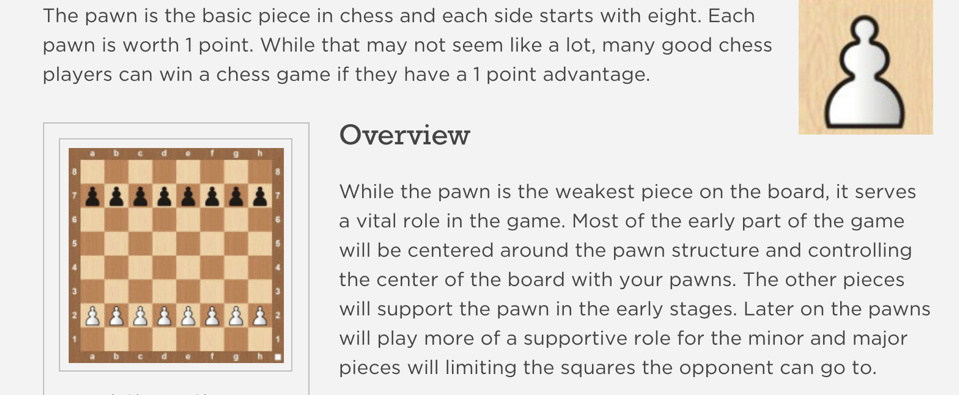 The pawn is the basic piece in chess and each side starts with eight. Each
pawn is worth 1 point. While that may not seem like a lot, many good chess
players can win a chess game if they have a 1 point advantage.
Overview
a b c d e f g h
8 8
7 7
6 6
5 5
4 4
3 3
2 2
1 1
a b c d e f g h
While the pawn is the weakest piece on the board, it serves
a vital role in the game. Most of the early part of the game
will be centered around the pawn structure and controlling
the center of the board with your pawns. The other pieces
will support the pawn in the early stages. Later on the pawns
will play more of a supportive role for the minor and major
pieces will limiting the squares the opponent can go to.